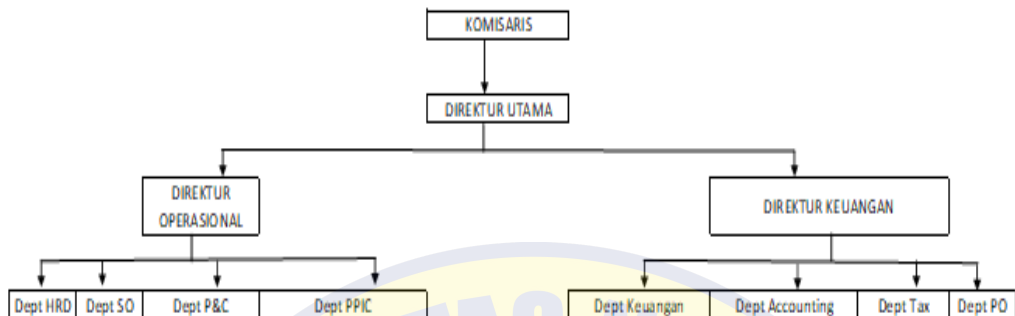 KOMISARIS
DIREKTUR UTAMA
DIREKTUR
OPERASIONAL
DIREKTUR KEUANGAN
Dept HRD
Dept SO
Dept P&C
Dept PPIC
Dept Keuangan
Dept Accounting
Dept Tax
Dept PO